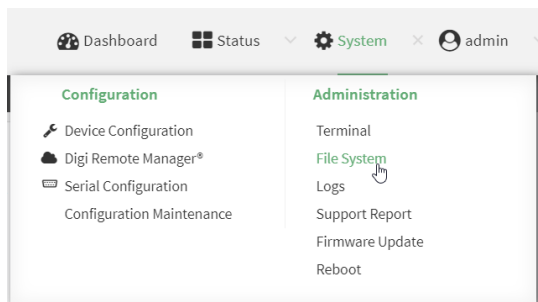 Dashboard Status System admin
Configuration
Device Configuration
Digi Remote Manager®
Serial Configuration
Configuration Maintenance
Administration
Terminal
File System
Logs
Support Report
Firmware Update
Reboot